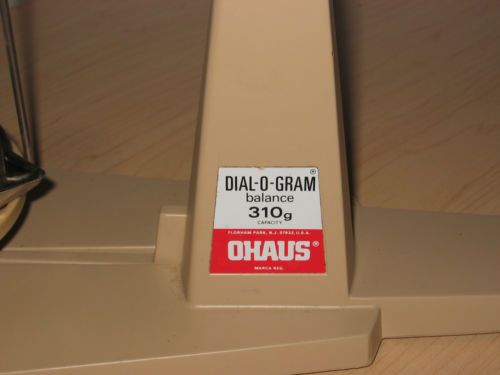 DIAL-O-GRAM®
balance
310g
CAPACITY
FLORHAM PARK, N.J. 07932, U.S.A.
OHAUS®
MARCA REG.